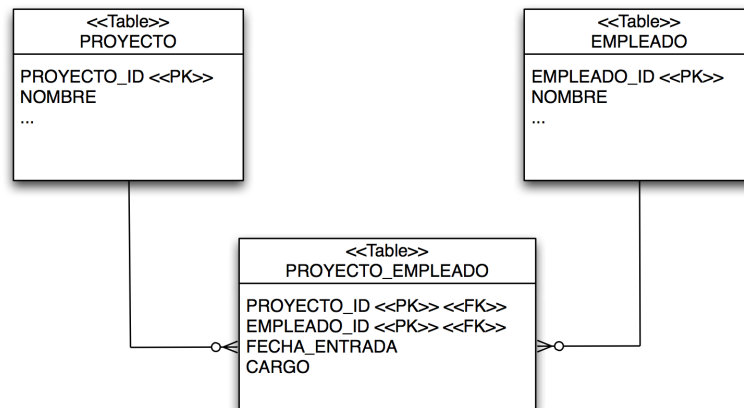 <<Table>>
PROYECTO
PROYECTO_ID <<PK>>
NOMBRE
...
<<Table>>
EMPLEADO
EMPLEADO_ID <<PK>>
NOMBRE
...
<<Table>>
PROYECTO_EMPLEADO
PROYECTO_ID <<PK>> <<FK>>
EMPLEADO_ID <<PK>> <<FK>>
FECHA_ENTRADA
CARGO